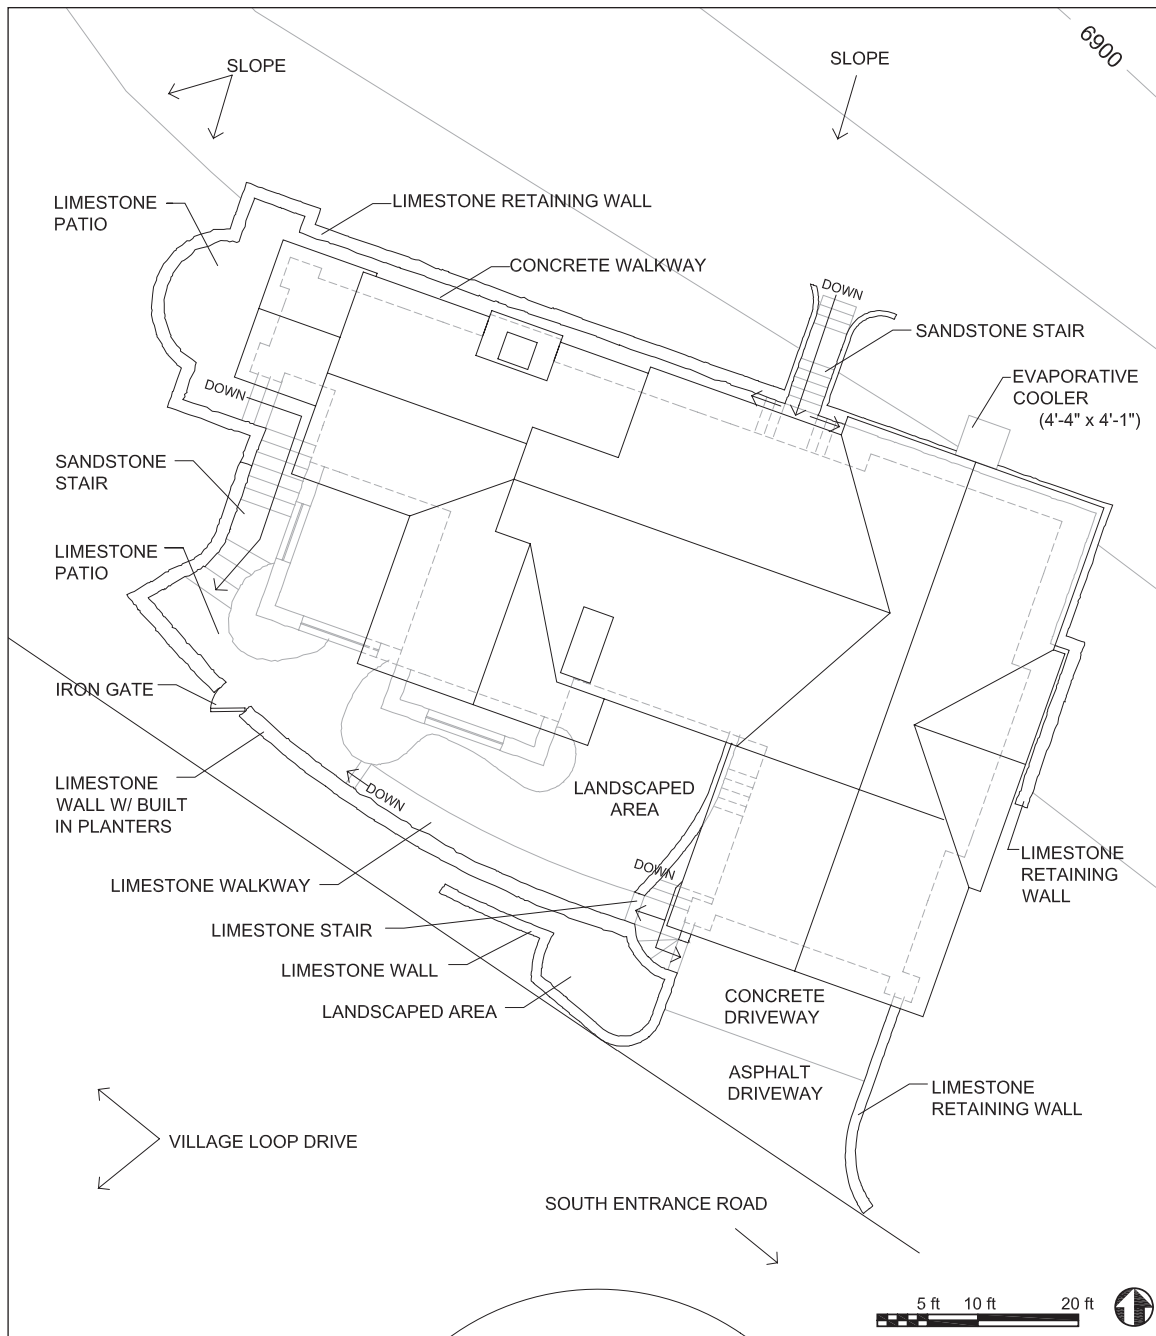 6900
SLOPE
SLOPE
LIMESTONE
PATIO
LIMESTONE RETAINING WALL
CONCRETE WALKWAY
DOWN
SANDSTONE STAIR
EVAPORATIVE
COOLER
(4'-4" x 4'-1")
DOWN
SANDSTONE
STAIR
LIMESTONE
PATIO
IRON GATE
LIMESTONE
WALL W/ BUILT
IN PLANTERS
DOWN
LANDSCAPED
AREA
LIMESTONE
RETAINING
WALL
DOWN
LIMESTONE WALKWAY
LIMESTONE STAIR
LIMESTONE WALL
LANDSCAPED AREA
CONCRETE
DRIVEWAY
ASPHALT
DRIVEWAY
LIMESTONE
RETAINING WALL
VILLAGE LOOP DRIVE
SOUTH ENTRANCE ROAD
5 ft 10 ft 20 ft